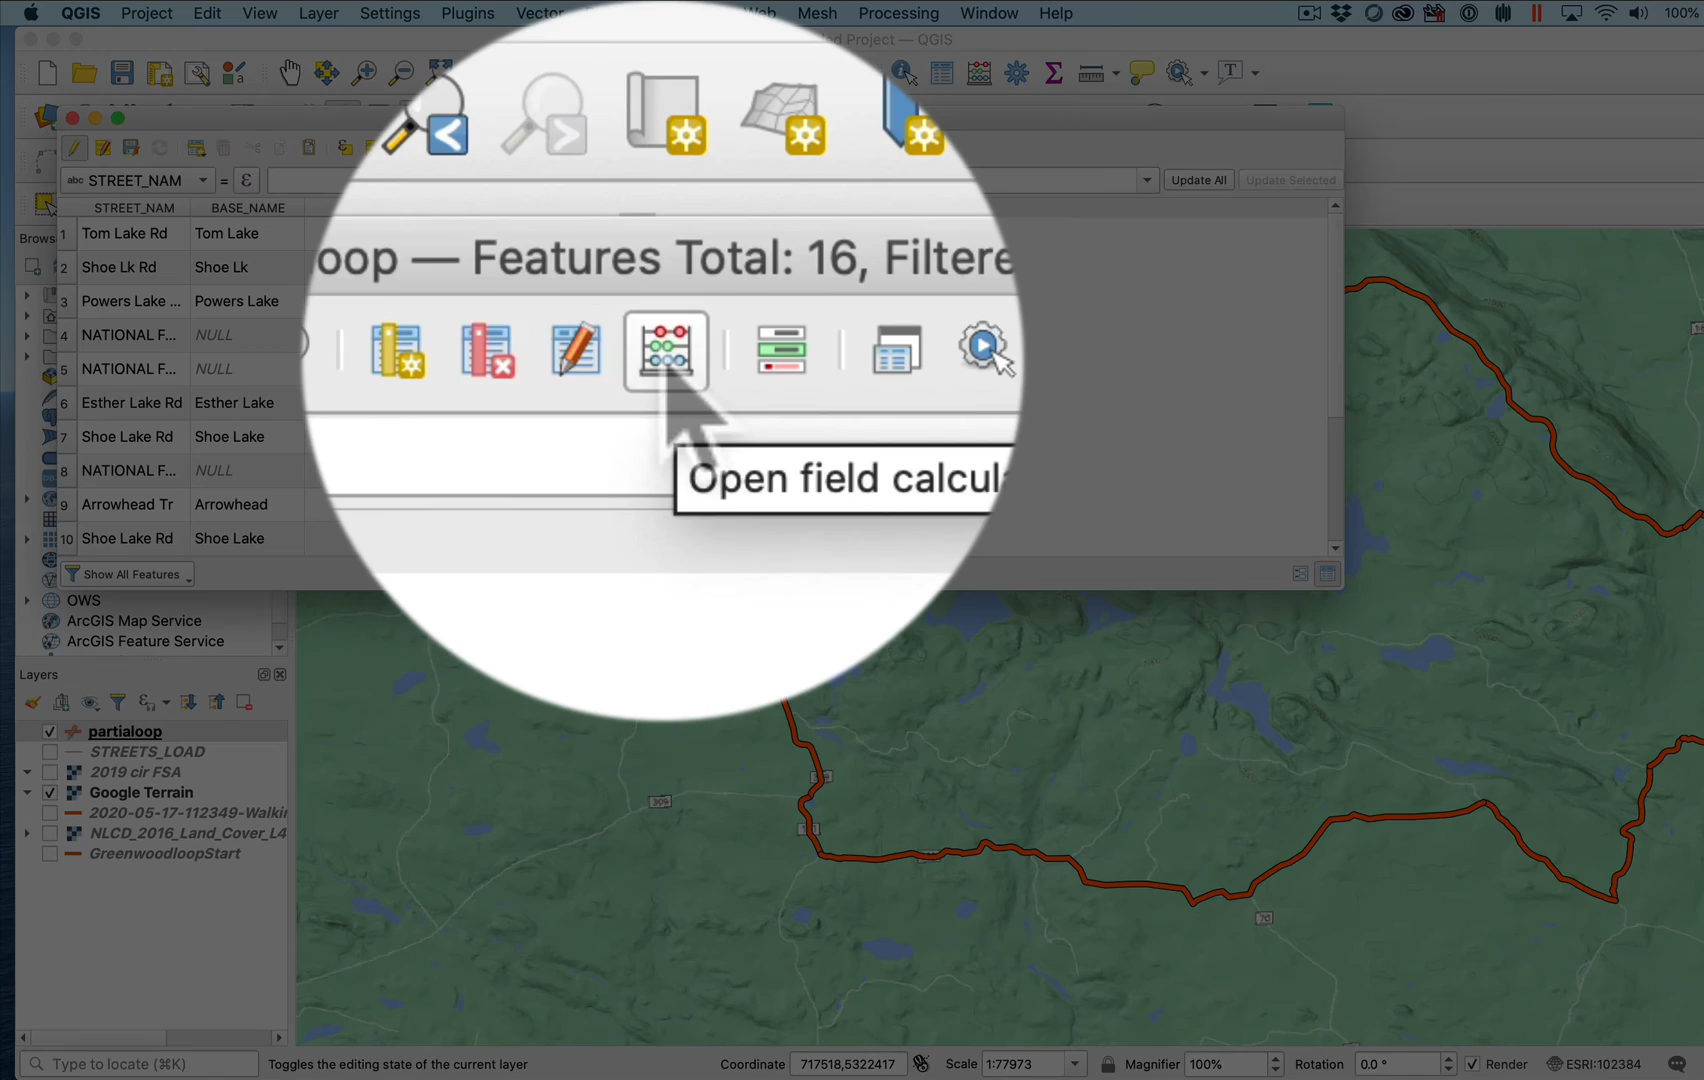 QGIS Project Edit View Layer Settings Plugins Vector Web Mesh Processing Window Help 100%
ed Project — QGIS
oop — Features Total: 16, Filtere
Open field calcul
abc STREET_NAM = ε Update All Update Selected
STREET_NAM BASE_NAME
1 Tom Lake Rd Tom Lake
2 Shoe Lk Rd Shoe Lk
3 Powers Lake ... Powers Lake
4 NATIONAL F... NULL
5 NATIONAL F... NULL
6 Esther Lake Rd Esther Lake
7 Shoe Lake Rd Shoe Lake
8 NATIONAL F... NULL
9 Arrowhead Tr Arrowhead
10 Shoe Lake Rd Shoe Lake
Show All Features
Brows
OWS
ArcGIS Map Service
ArcGIS Feature Service
Layers
partialoop
STREETS_LOAD
2019 cir FSA
Google Terrain
2020-05-17-112349-Walkin
NLCD_2016_Land_Cover_L4
GreenwoodloopStart
309
70
Type to locate (⌘K) Toggles the editing state of the current layer Coordinate 717518,5322417 Scale 1:77973 Magnifier 100% Rotation 0.0 ° Render ESRI:102384